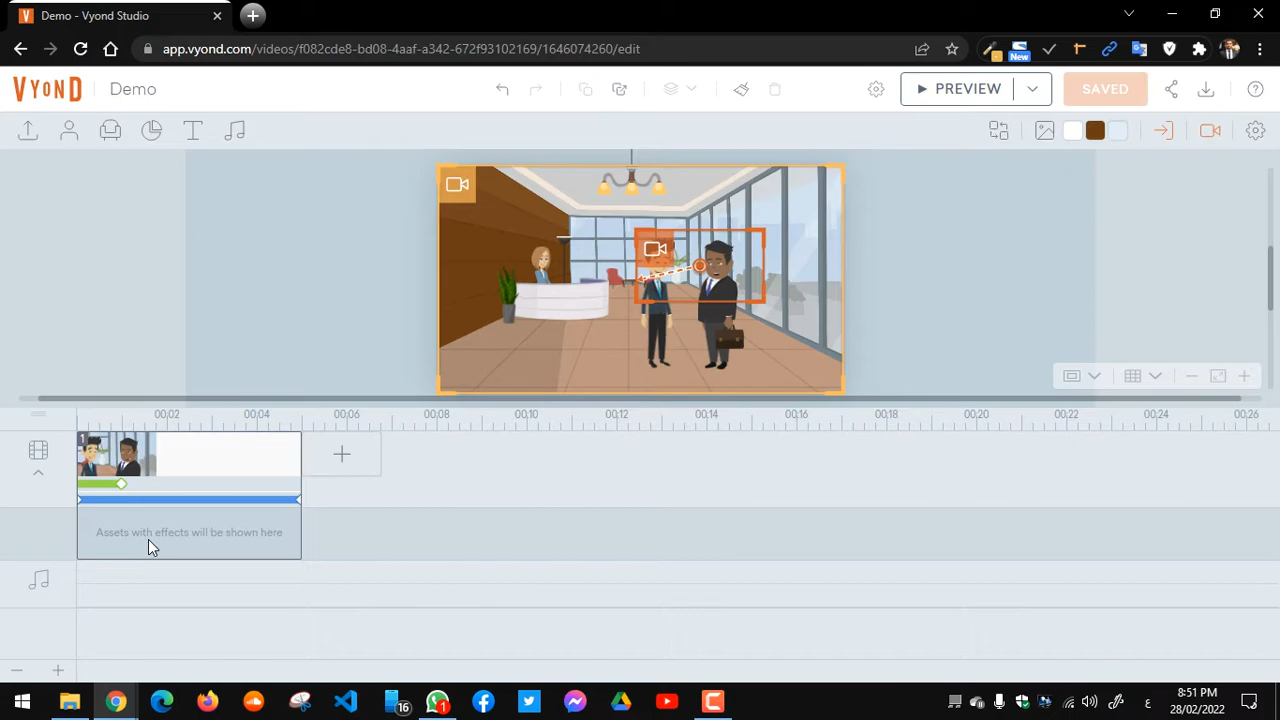 Demo - Vyond Studio
app.vyond.com/videos/f082cde8-bd08-4aaf-a342-672f93102169/1646074260/edit
New
VYOND
Demo
PREVIEW
SAVED
00:02
00:04
00:06
00:08
00:10
00:12
00:14
00:16
00:18
00:20
00:22
00:24
00:26
1
Assets with effects will be shown here
16
1
ع
8:51 PM
28/02/2022